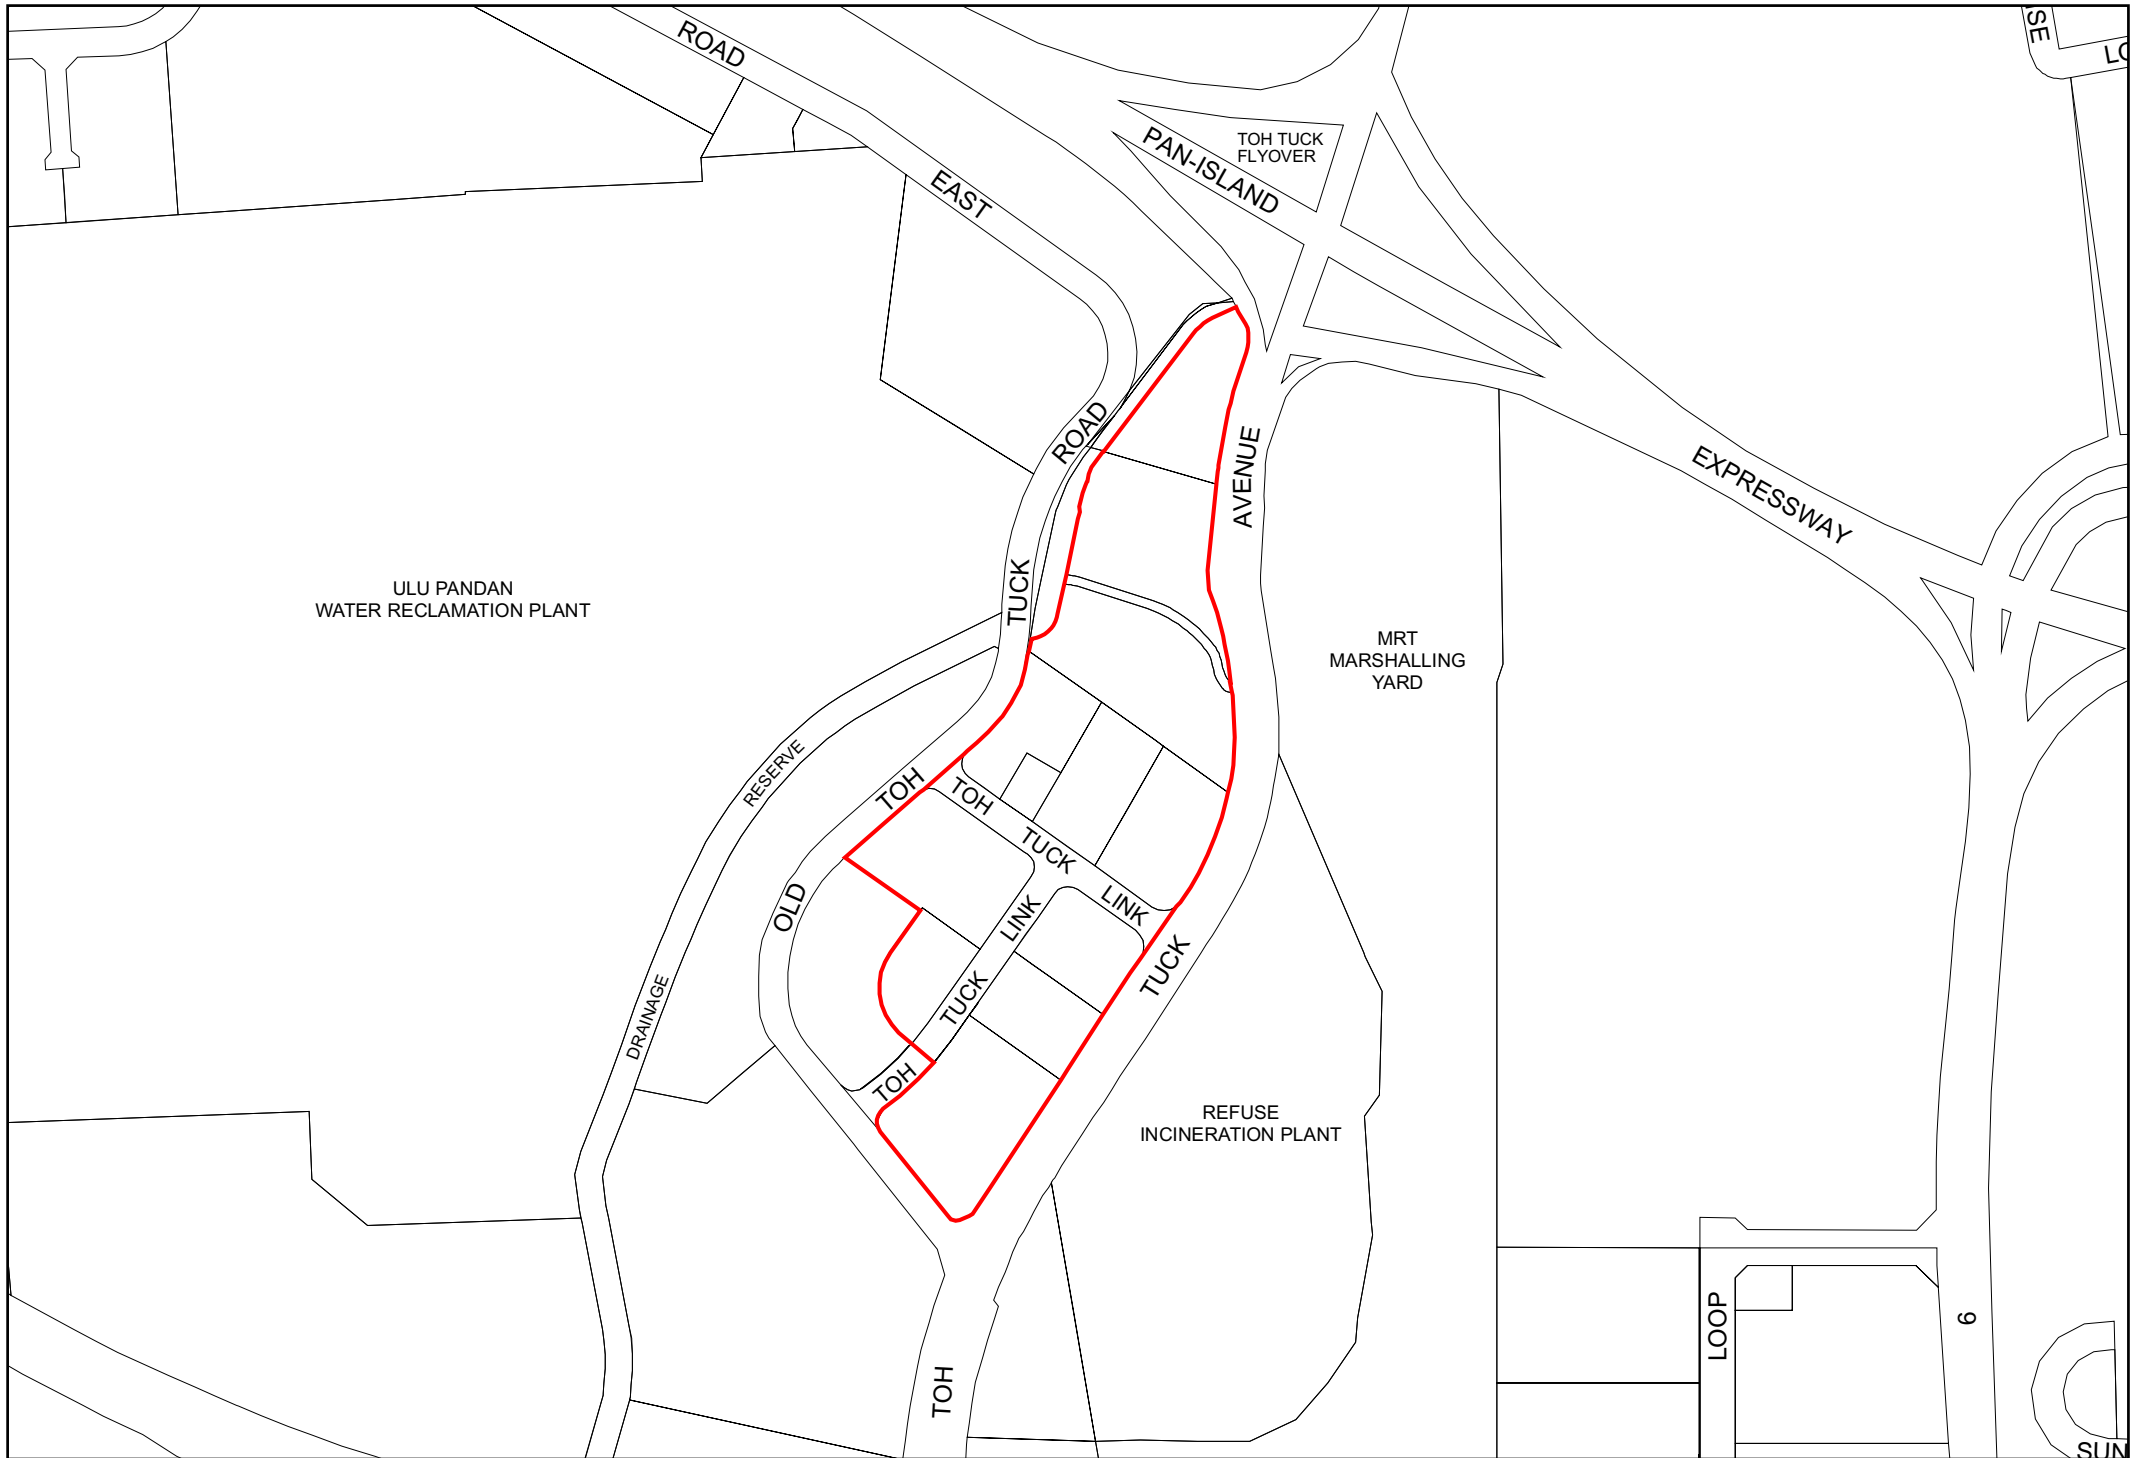 ROAD
EAST
PAN-ISLAND
TOH TUCK
FLYOVER
EXPRESSWAY
ROAD
TUCK
TOH
OLD
AVENUE
TUCK
TOH
ULU PANDAN
WATER RECLAMATION PLANT
MRT
MARSHALLING
YARD
RESERVE
DRAINAGE
TOH
TUCK
LINK
LINK
TUCK
TOH
REFUSE
INCINERATION PLANT
LOOP
6
SUN